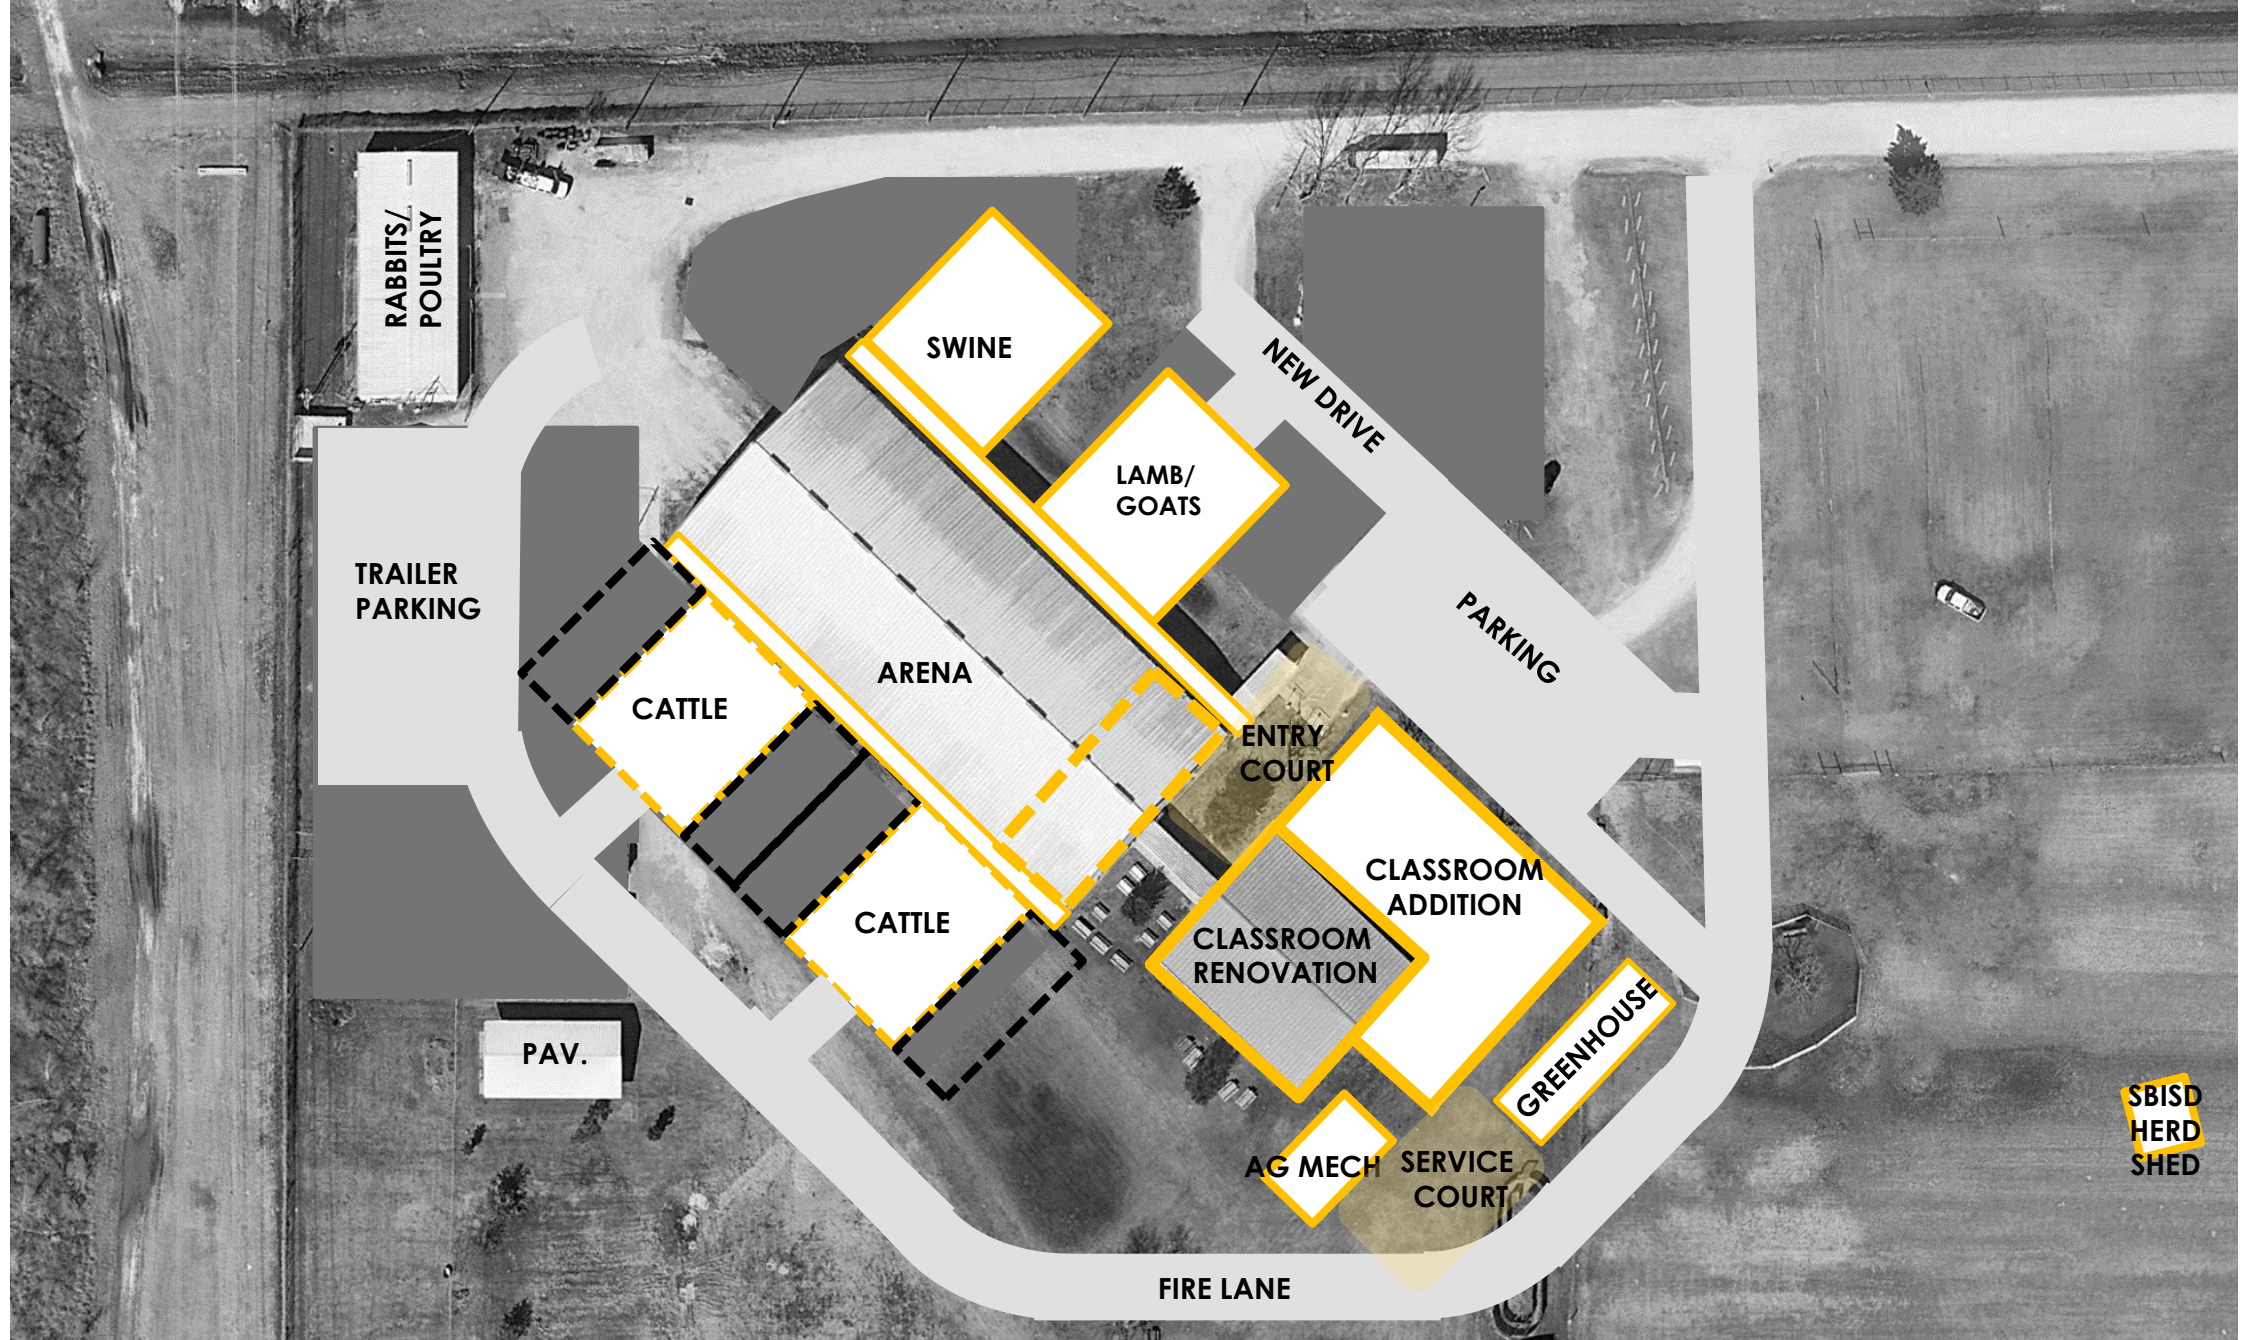 RABBITS/
POULTRY
SWINE
NEW DRIVE
LAMB/
GOATS
TRAILER
PARKING
PARKING
ARENA
CATTLE
ENTRY
COURT
CLASSROOM
ADDITION
CATTLE
CLASSROOM
RENOVATION
GREENHOUSE
PAV.
SBISD
HERD
SHED
AG MECH
SERVICE
COURT
FIRE LANE